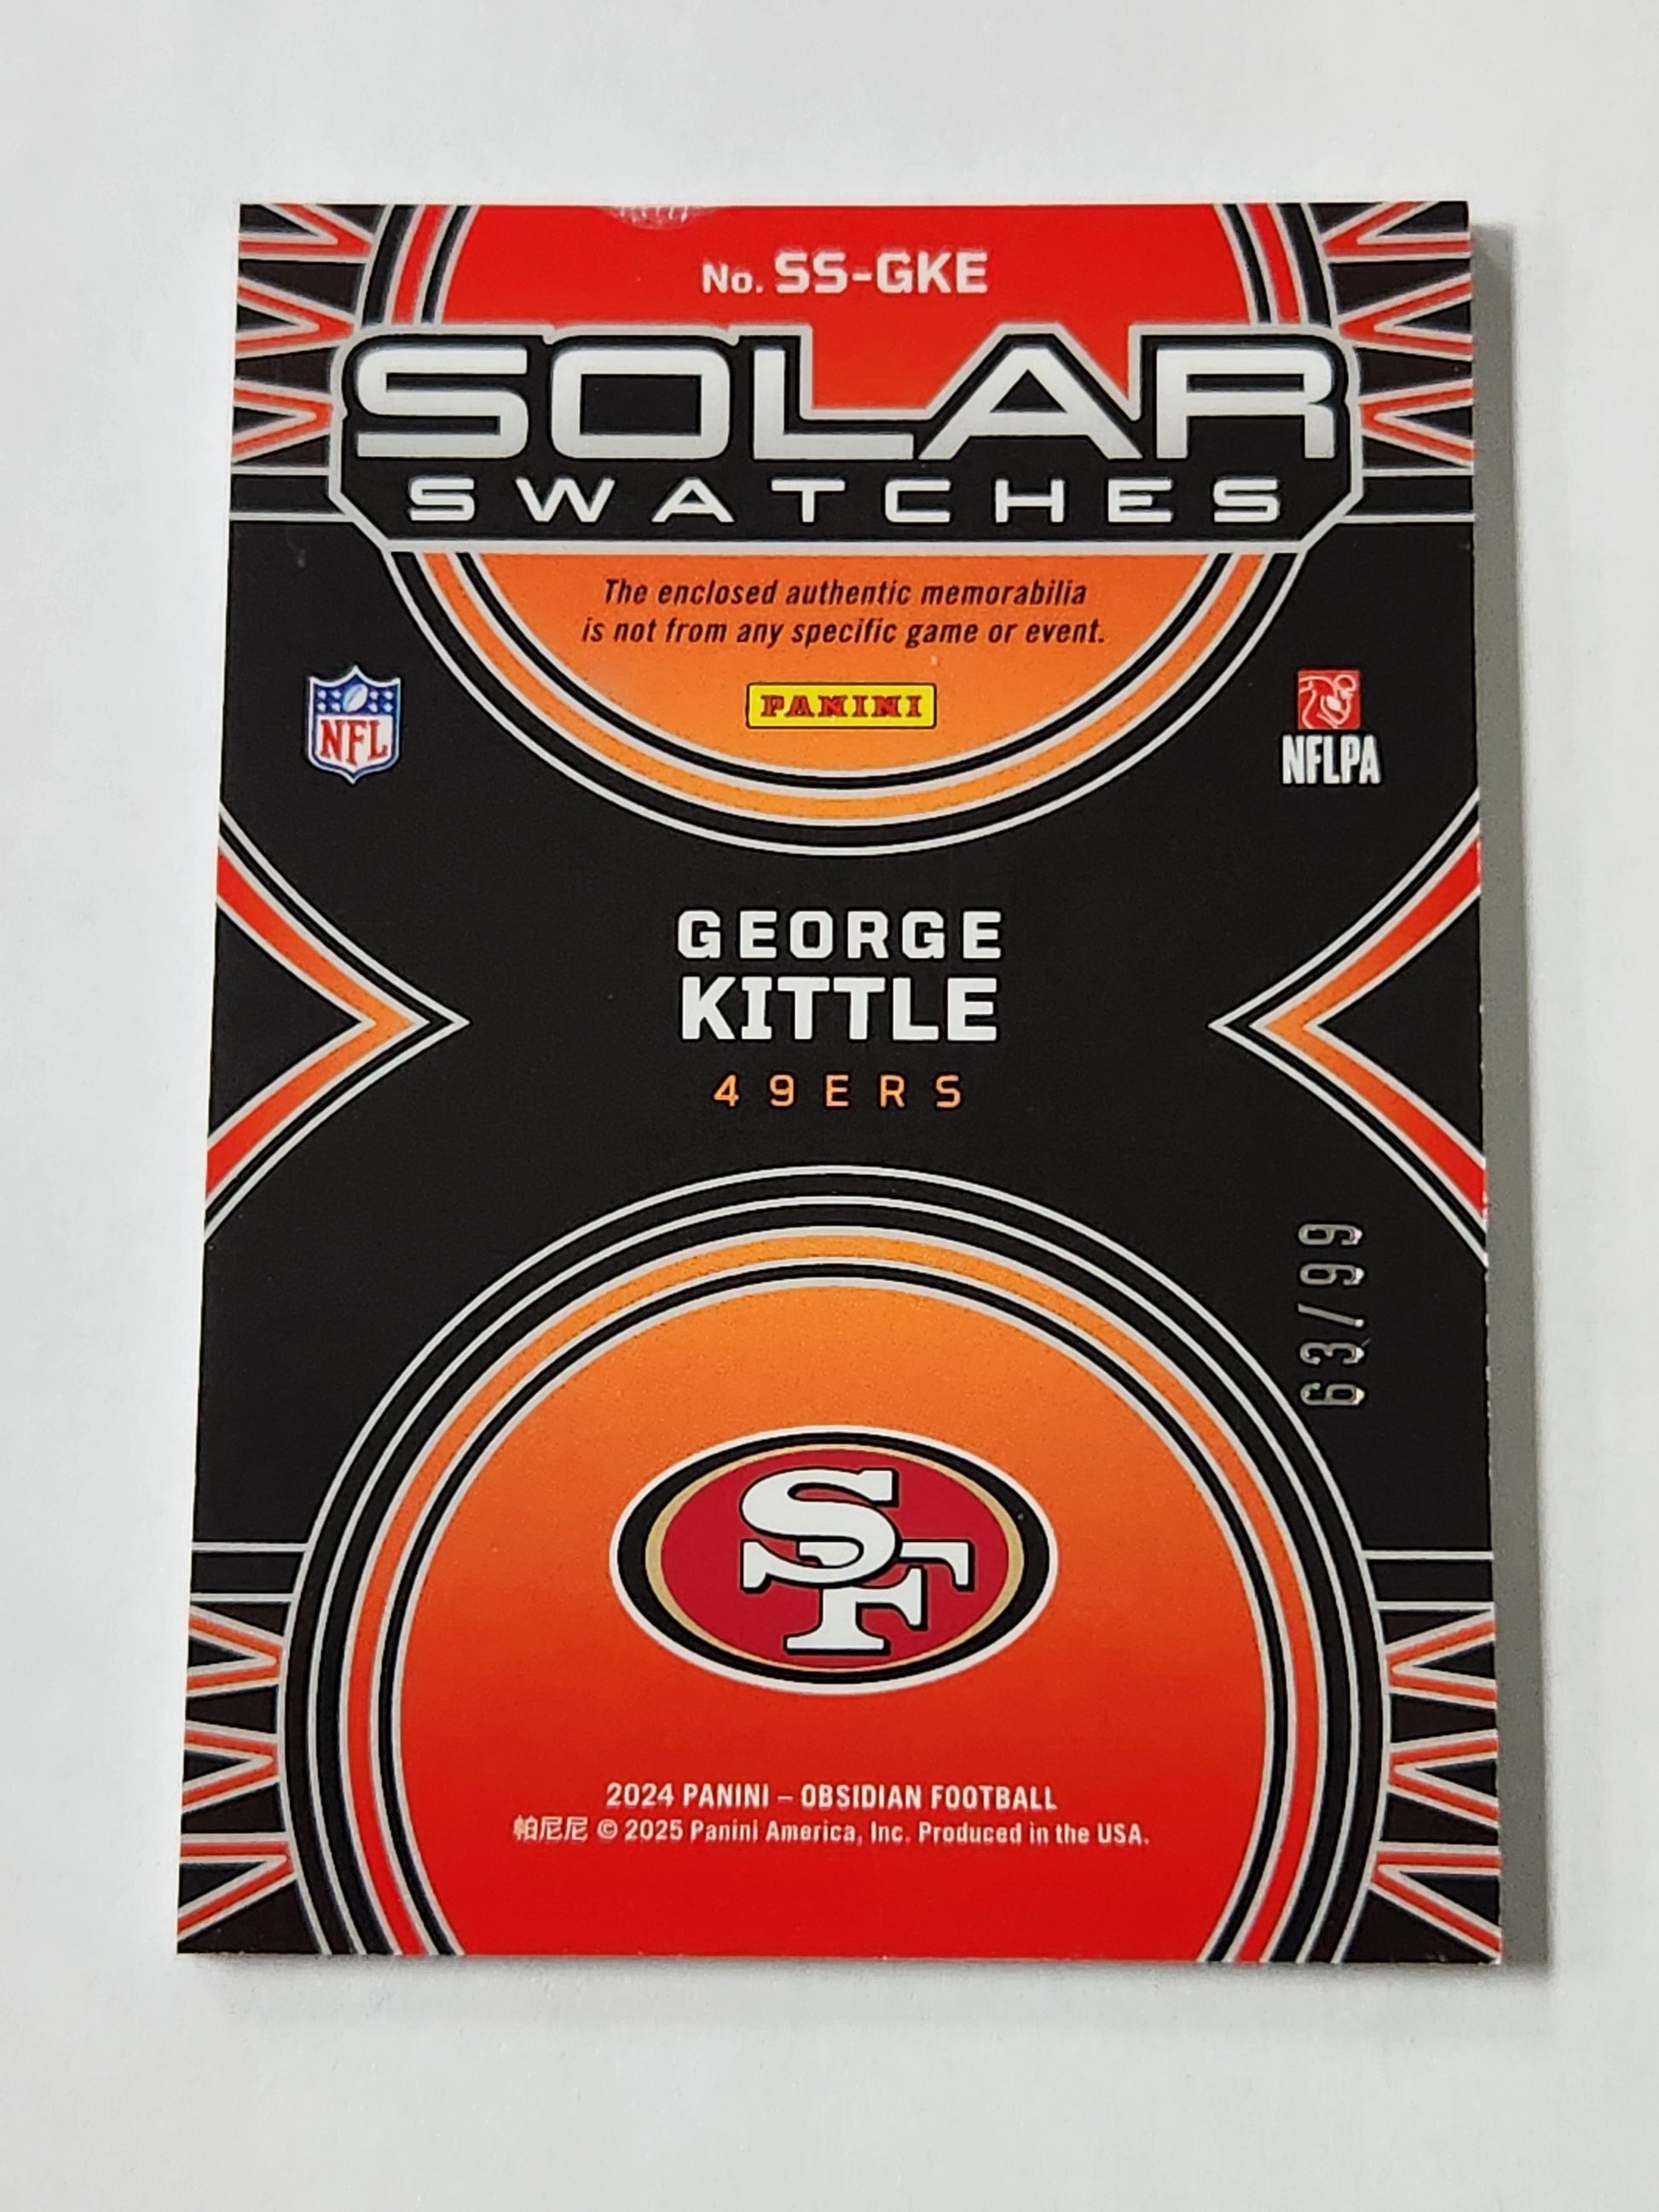 No. SS-GKE
SOLAR
SWATCHES
The enclosed authentic memorabilia
is not from any specific game or event.
PANINI
NFL
NFLPA
GEORGE
KITTLE
49ERS
63/99
SF
2024 PANINI – OBSIDIAN FOOTBALL
帕尼尼 © 2025 Panini America, Inc. Produced in the USA.